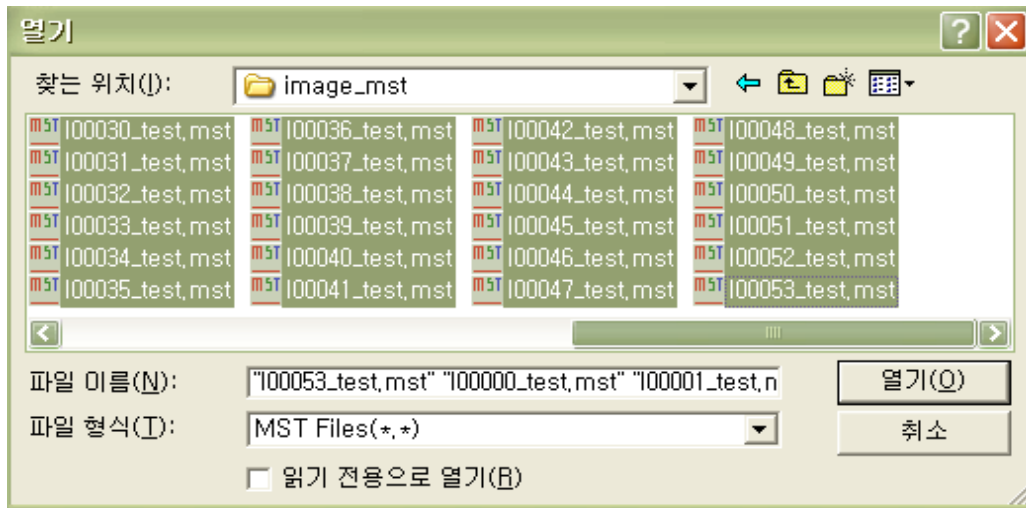 열기
찾는 위치(I): image_mst
I00030_test.mst I00036_test.mst I00042_test.mst I00048_test.mst
I00031_test.mst I00037_test.mst I00043_test.mst I00049_test.mst
I00032_test.mst I00038_test.mst I00044_test.mst I00050_test.mst
I00033_test.mst I00039_test.mst I00045_test.mst I00051_test.mst
I00034_test.mst I00040_test.mst I00046_test.mst I00052_test.mst
I00035_test.mst I00041_test.mst I00047_test.mst I00053_test.mst
파일 이름(N): "I00053_test.mst" "I00000_test.mst" "I00001_test.n 열기(O)
파일 형식(T): MST Files(*.*) 취소
읽기 전용으로 열기(R)